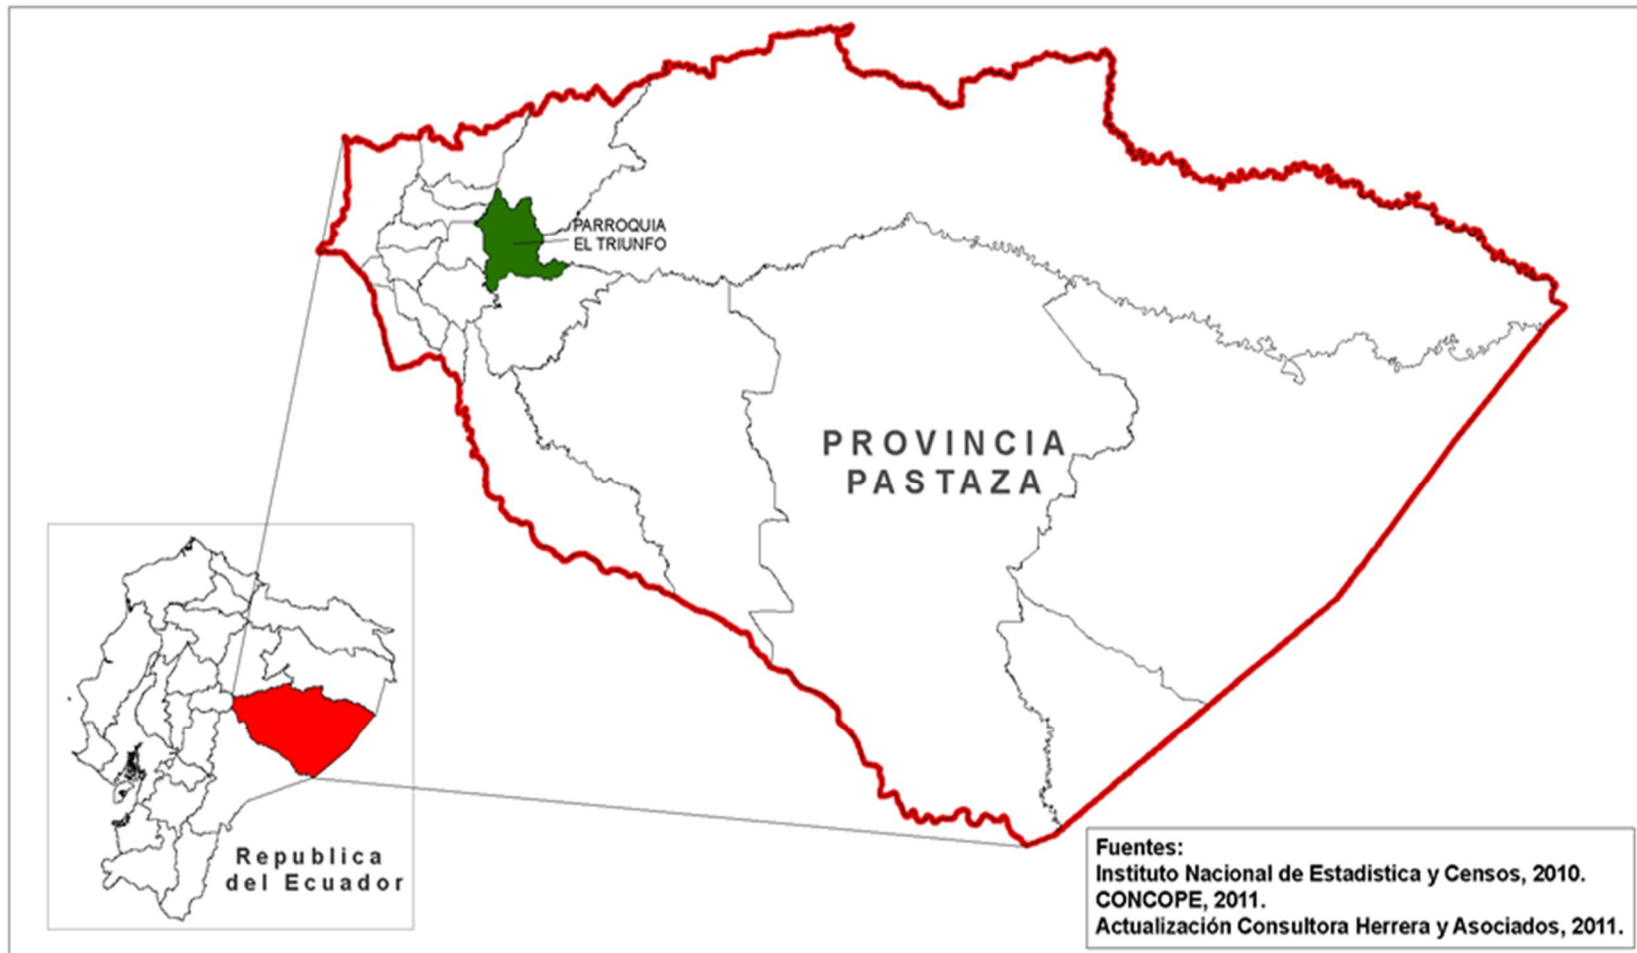 PARROQUIA
EL TRIUNFO
PROVINCIA
PASTAZA
Republica
del Ecuador
Fuentes:
Instituto Nacional de Estadistica y Censos, 2010.
CONCOPE, 2011.
Actualización Consultora Herrera y Asociados, 2011.